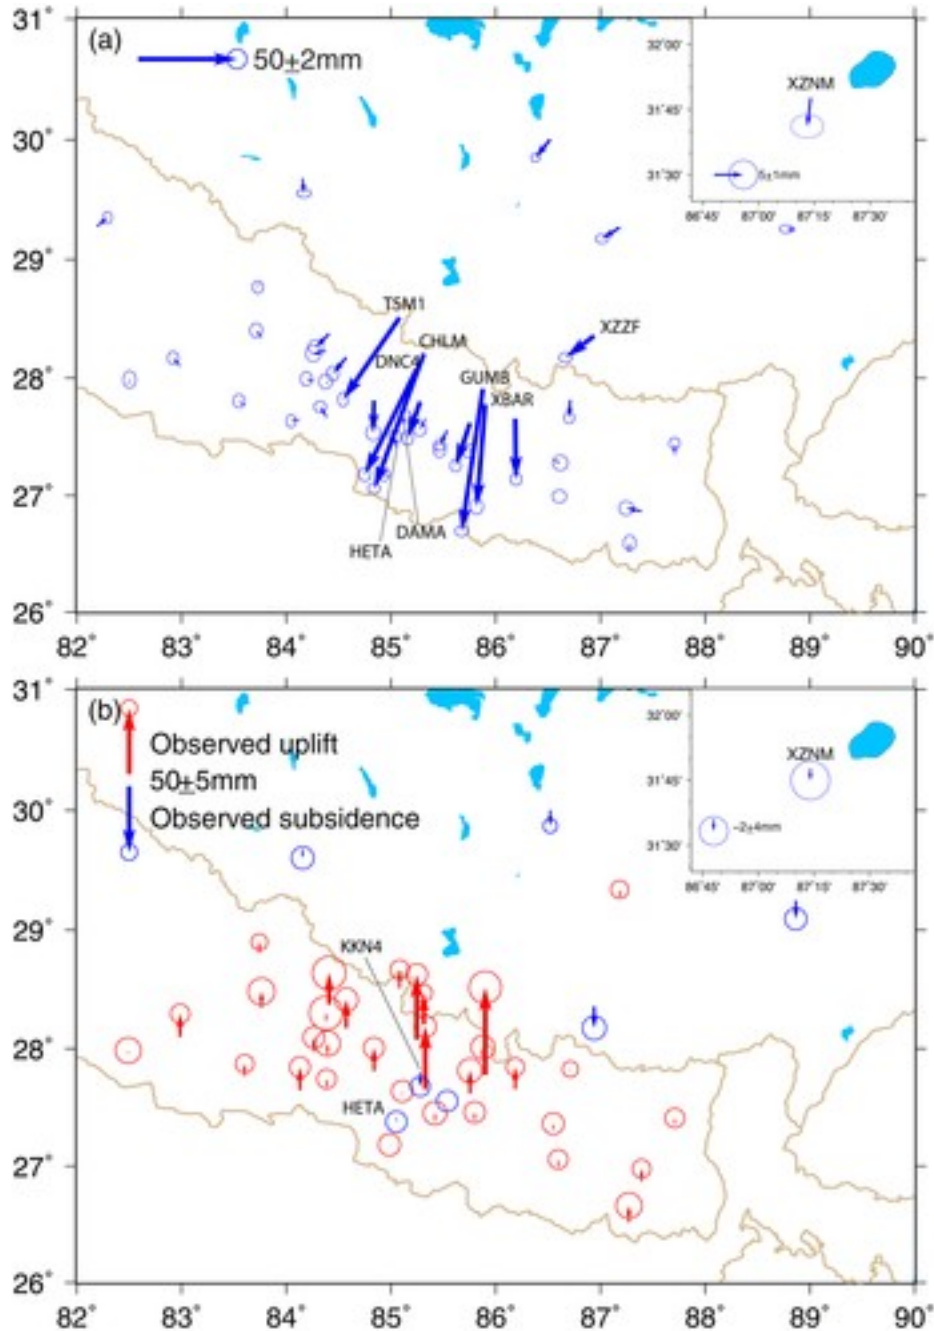 31°
(a)
50±2mm
32°00'
XZNM
31°45'
5±1mm
31°30'
86°45' 87°00' 87°15' 87°30'
30°
29°
TSM1
XZZF
CHLM
DNC4
28°
GUMB
XBAR
27°
DAMA
HETA
26°
82° 83° 84° 85° 86° 87° 88° 89° 90°
31°
(b)
Observed uplift
50±5mm
Observed subsidence
32°00'
XZNM
31°45'
-2±4mm
31°30'
86°45' 87°00' 87°15' 87°30'
30°
29°
KKN4
28°
HETA
27°
26°
82° 83° 84° 85° 86° 87° 88° 89° 90°